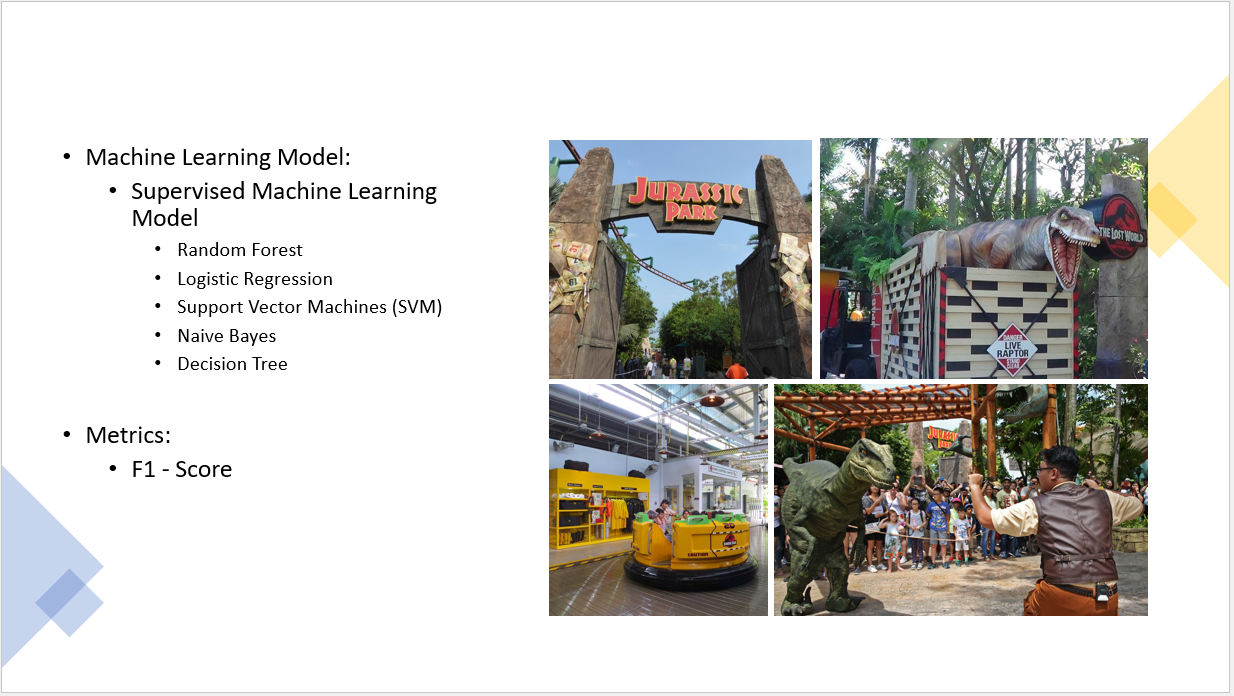 Machine Learning Model:
Supervised Machine Learning
Model
Random Forest
Logistic Regression
Support Vector Machines (SVM)
Naive Bayes
Decision Tree
Metrics:
F1 - Score
JURASSIC
PARK
THE LOST WORLD
DANGER
LIVE
RAPTOR
CAUTION
JURASSIC